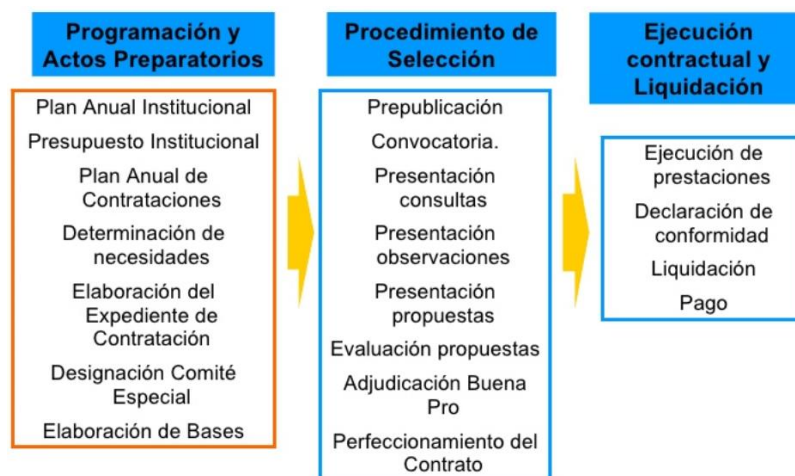 Programación y
Actos Preparatorios
Plan Anual Institucional
Presupuesto Institucional
Plan Anual de
Contrataciones
Determinación de
necesidades
Elaboración del
Expediente de
Contratación
Designación Comité
Especial
Elaboración de Bases
Procedimiento de
Selección
Prepublicación
Convocatoria.
Presentación
consultas
Presentación
observaciones
Presentación
propuestas
Evaluación propuestas
Adjudicación Buena
Pro
Perfeccionamiento del
Contrato
Ejecución
contractual y
Liquidación
Ejecución de
prestaciones
Declaración de
conformidad
Liquidación
Pago